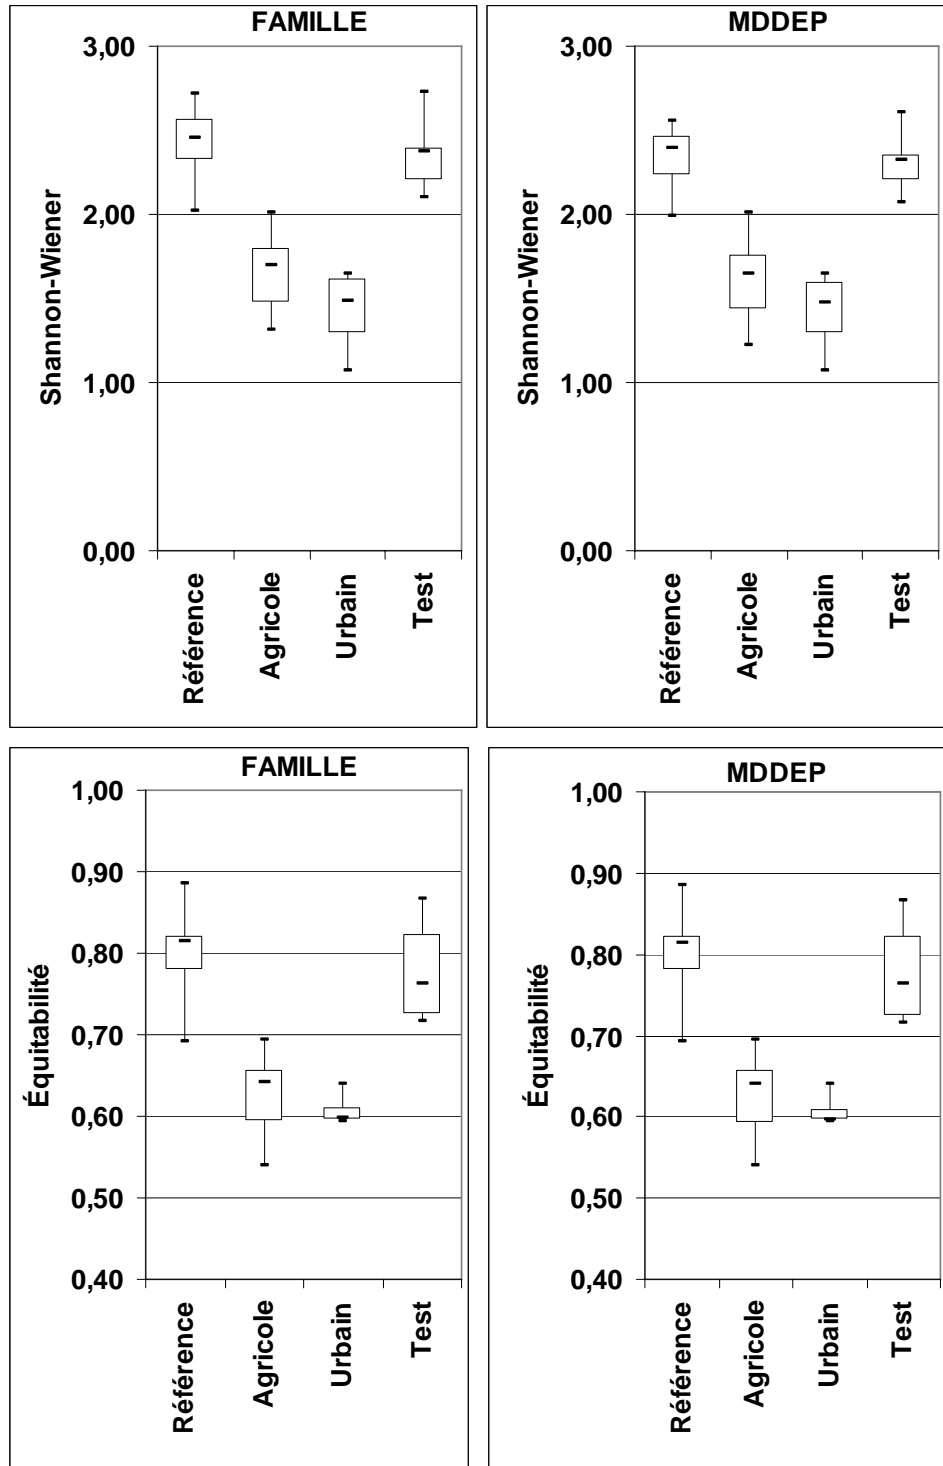 FAMILLE
3,00
2,00
1,00
0,00
Shannon-Wiener
Référence
Agricole
Urbain
Test
MDDEP
3,00
2,00
1,00
0,00
Shannon-Wiener
Référence
Agricole
Urbain
Test
FAMILLE
1,00
0,90
0,80
0,70
0,60
0,50
0,40
Équitabilité
Référence
Agricole
Urbain
Test
MDDEP
1,00
0,90
0,80
0,70
0,60
0,50
0,40
Équitabilité
Référence
Agricole
Urbain
Test